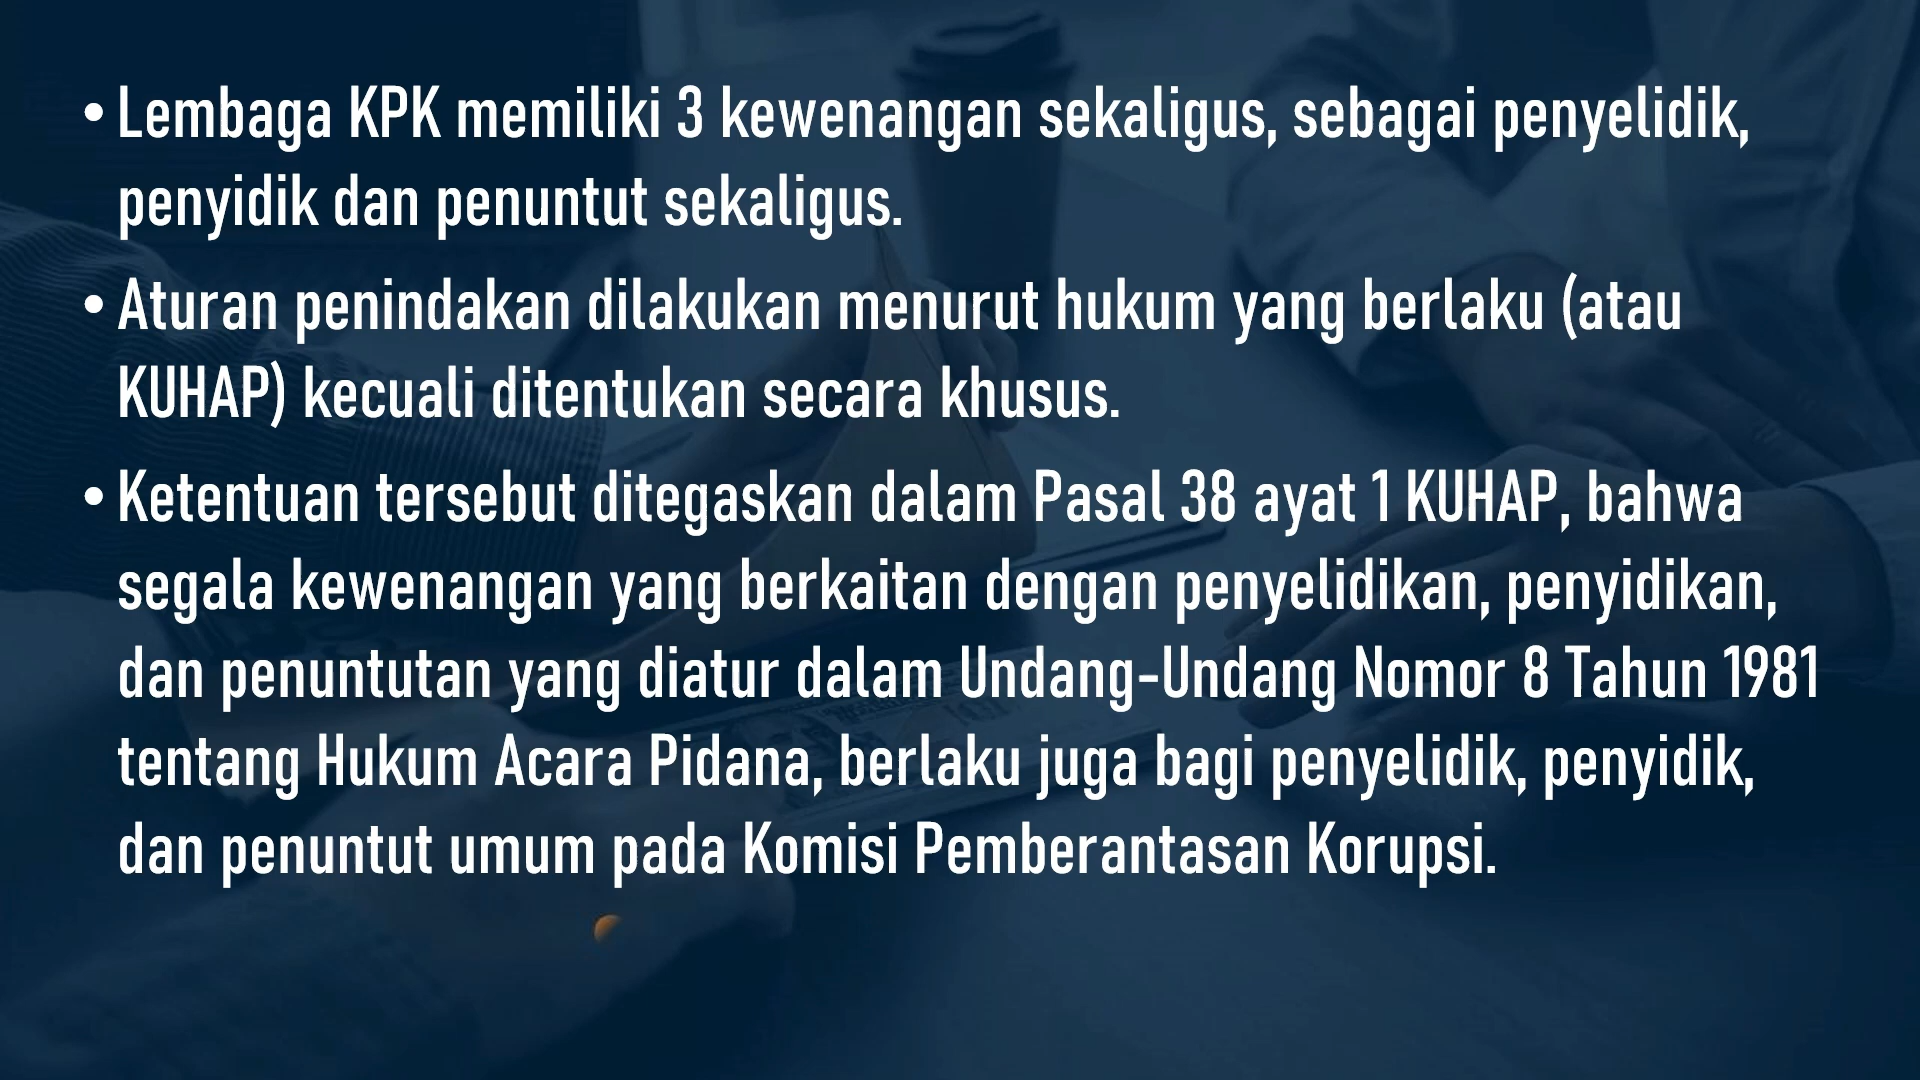 • Lembaga KPK memiliki 3 kewenangan sekaligus, sebagai penyelidik,
penyidik dan penuntut sekaligus.
• Aturan penindakan dilakukan menurut hukum yang berlaku (atau
KUHAP) kecuali ditentukan secara khusus.
• Ketentuan tersebut ditegaskan dalam Pasal 38 ayat 1 KUHAP, bahwa
segala kewenangan yang berkaitan dengan penyelidikan, penyidikan,
dan penuntutan yang diatur dalam Undang-Undang Nomor 8 Tahun 1981
tentang Hukum Acara Pidana, berlaku juga bagi penyelidik, penyidik,
dan penuntut umum pada Komisi Pemberantasan Korupsi.